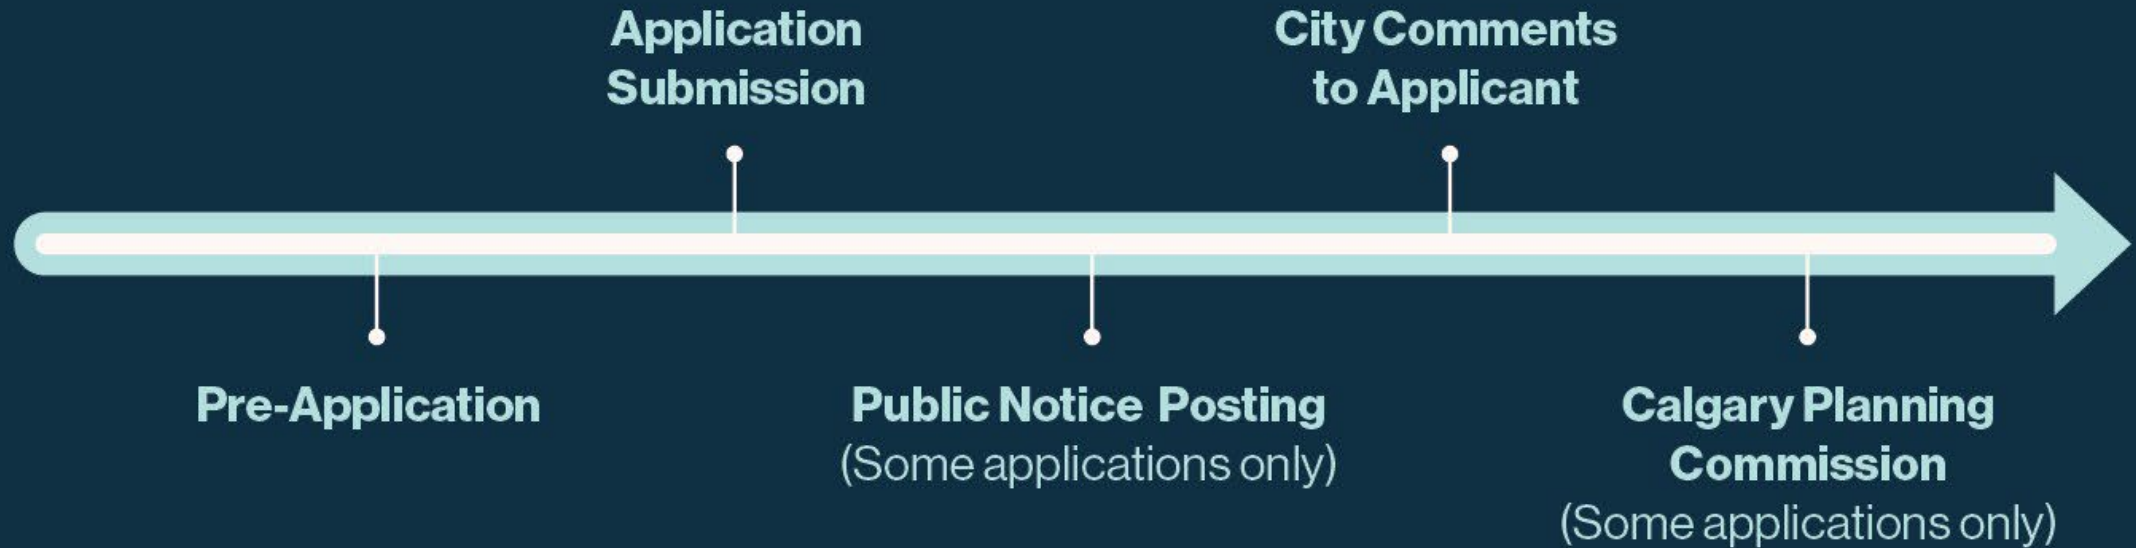 Application
Submission
City Comments
to Applicant
Pre-Application
Public Notice Posting
(Some applications only)
Calgary Planning
Commission
(Some applications only)